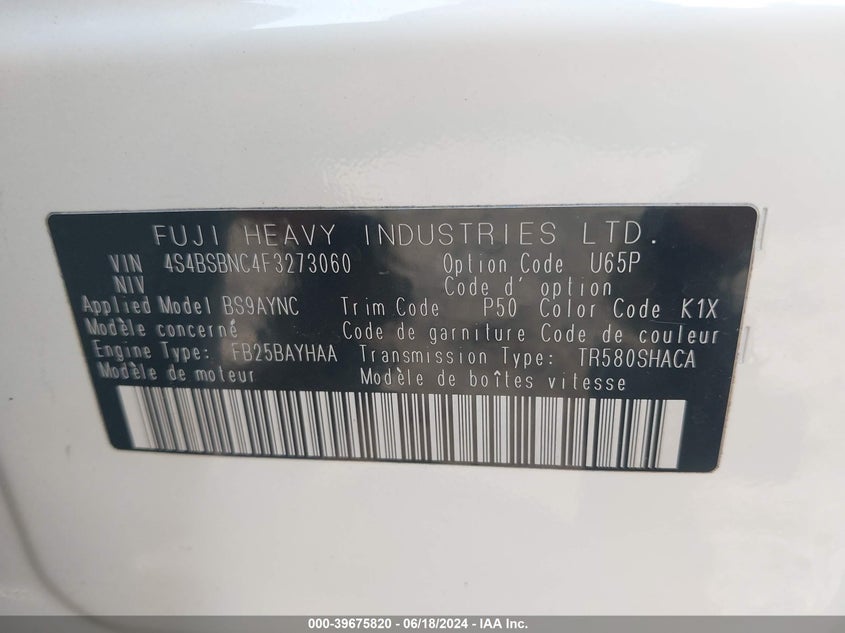 FUJI HEAVY INDUSTRIES LTD.
VIN 4S4BSBNC4F3273060 Option Code U65P
NIV Code d' option
Applied Model BS9AYNC Trim Code P50 Color Code K1X
Modèle concerné Code de garniture Code de couleur
Engine Type: FB25BAYHAA Transmission Type: TR580SHACA
Modèle de moteur Modèle de boîtes vitesse
000-39675820 - 06/18/2024 - IAA Inc.